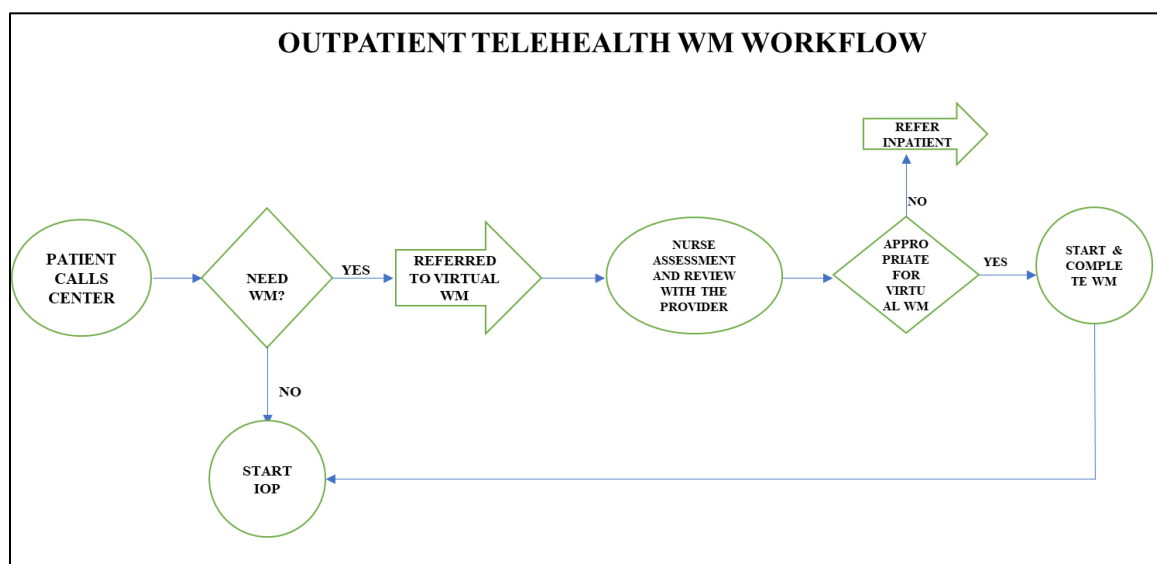 OUTPATIENT TELEHEALTH WM WORKFLOW
REFER
INPATIENT
NO
PATIENT
CALLS
CENTER
NEED
WM?
YES
REFERRED
TO VIRTUAL
WM
NURSE
ASSESSMENT
AND REVIEW
WITH THE
PROVIDER
APPRO
PRIATE
FOR
VIRTU
AL WM
YES
START &
COMPLE
TE WM
NO
START
IOP